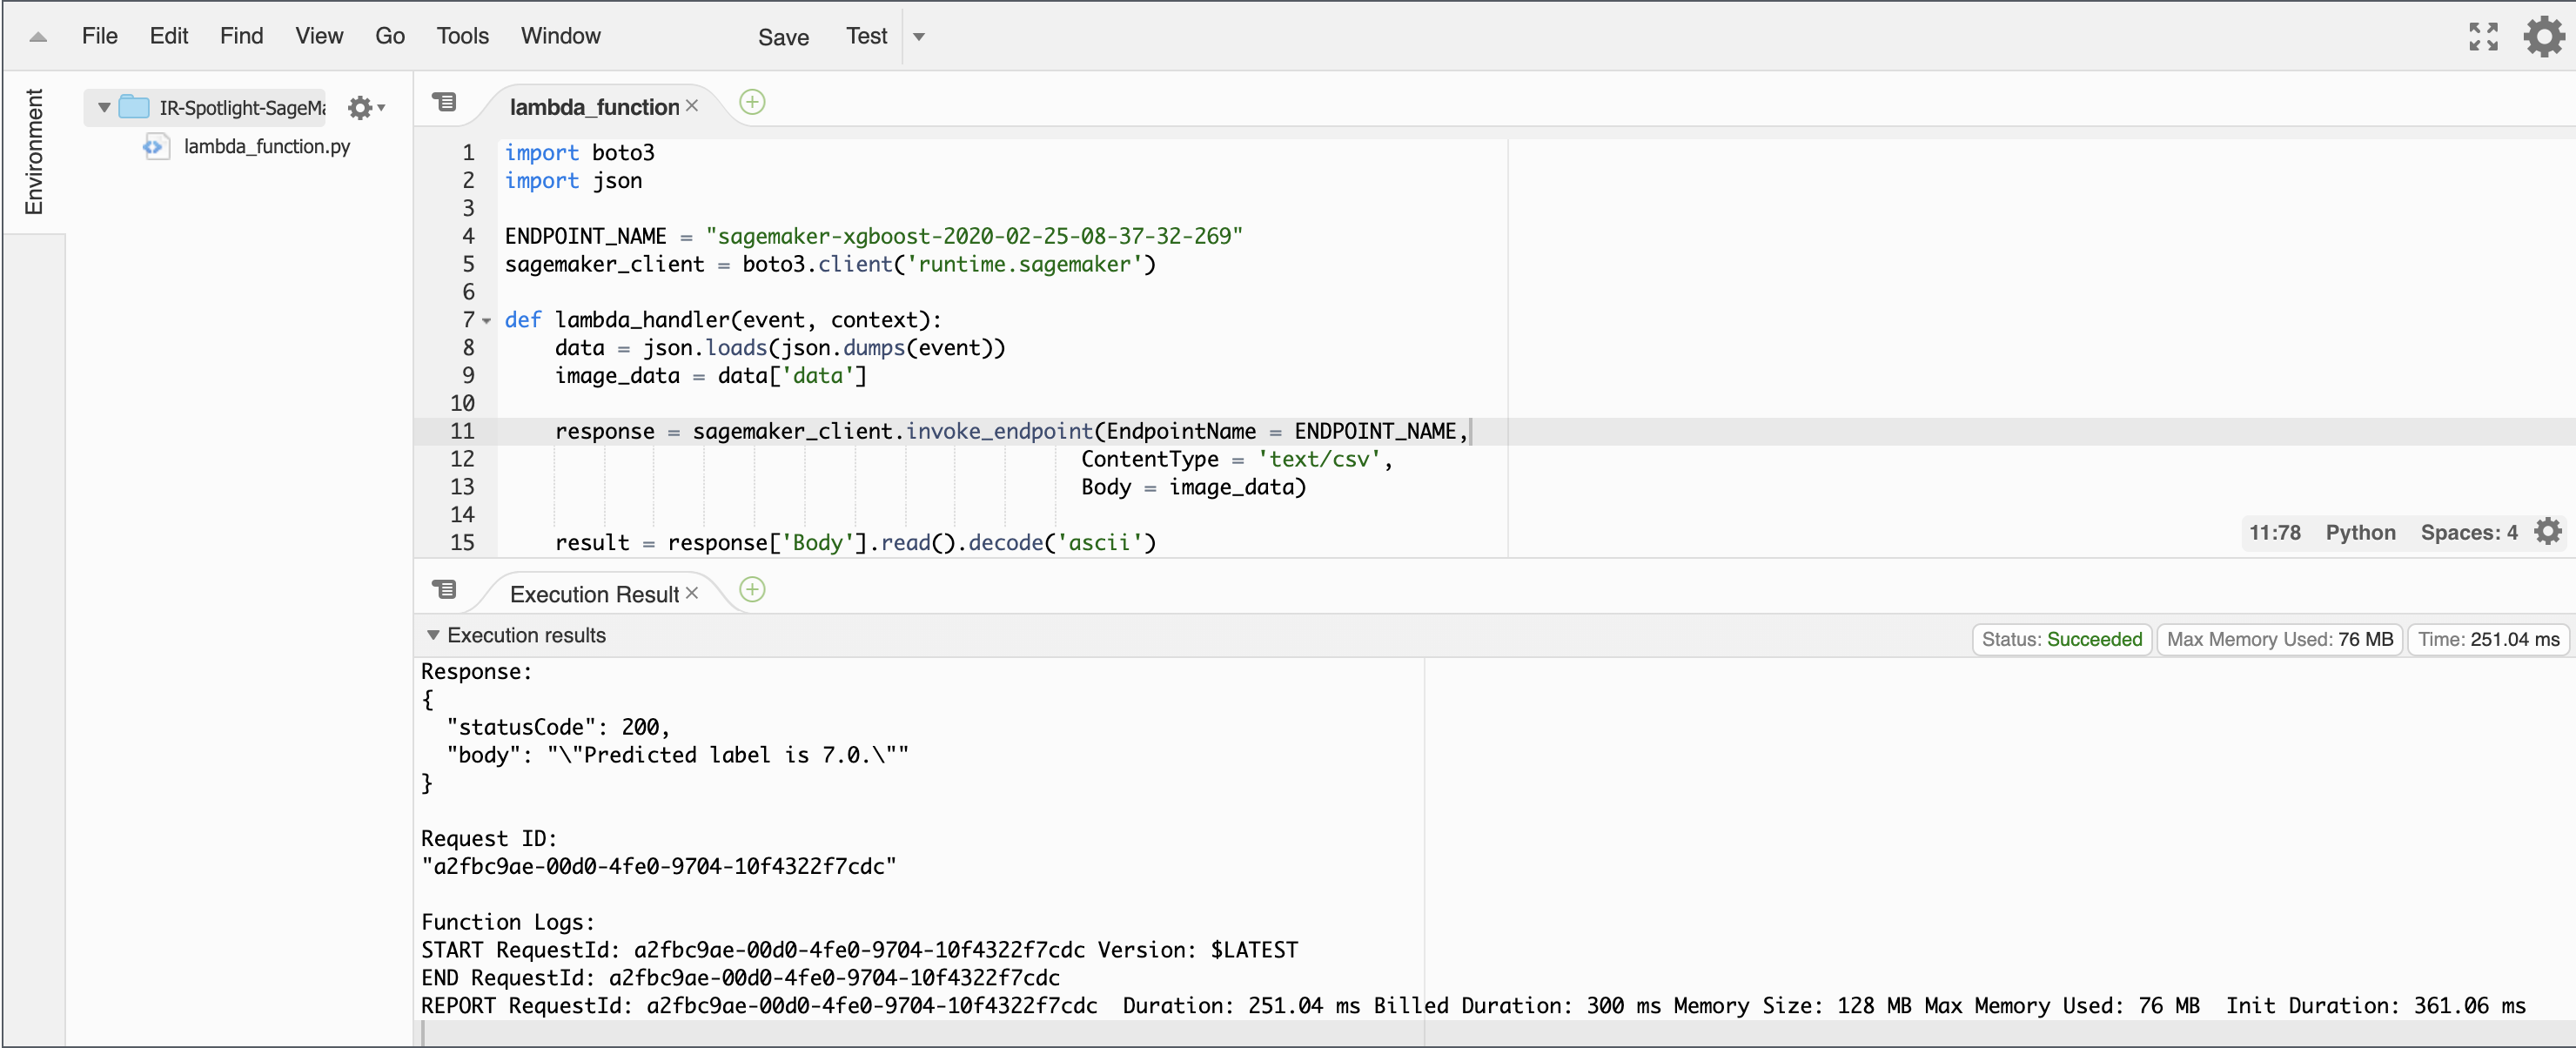 File Edit Find View Go Tools Window Save Test
Environment
IR-Spotlight-SageMa
lambda_function.py
lambda_function
1 import boto3
2 import json
3
4 ENDPOINT_NAME = "sagemaker-xgboost-2020-02-25-08-37-32-269"
5 sagemaker_client = boto3.client('runtime.sagemaker')
6
7 def lambda_handler(event, context):
8     data = json.loads(json.dumps(event))
9     image_data = data['data']
10
11     response = sagemaker_client.invoke_endpoint(EndpointName = ENDPOINT_NAME,
12                                               ContentType = 'text/csv',
13                                               Body = image_data)
14
15     result = response['Body'].read().decode('ascii')
11:78 Python Spaces: 4
Execution Result
Execution results
Status: Succeeded Max Memory Used: 76 MB Time: 251.04 ms
Response:
{
  "statusCode": 200,
  "body": "\"Predicted label is 7.0.\""
}
Request ID:
"a2fbc9ae-00d0-4fe0-9704-10f4322f7cdc"
Function Logs:
START RequestId: a2fbc9ae-00d0-4fe0-9704-10f4322f7cdc Version: $LATEST
END RequestId: a2fbc9ae-00d0-4fe0-9704-10f4322f7cdc
REPORT RequestId: a2fbc9ae-00d0-4fe0-9704-10f4322f7cdc  Duration: 251.04 ms Billed Duration: 300 ms Memory Size: 128 MB Max Memory Used: 76 MB  Init Duration: 361.06 ms